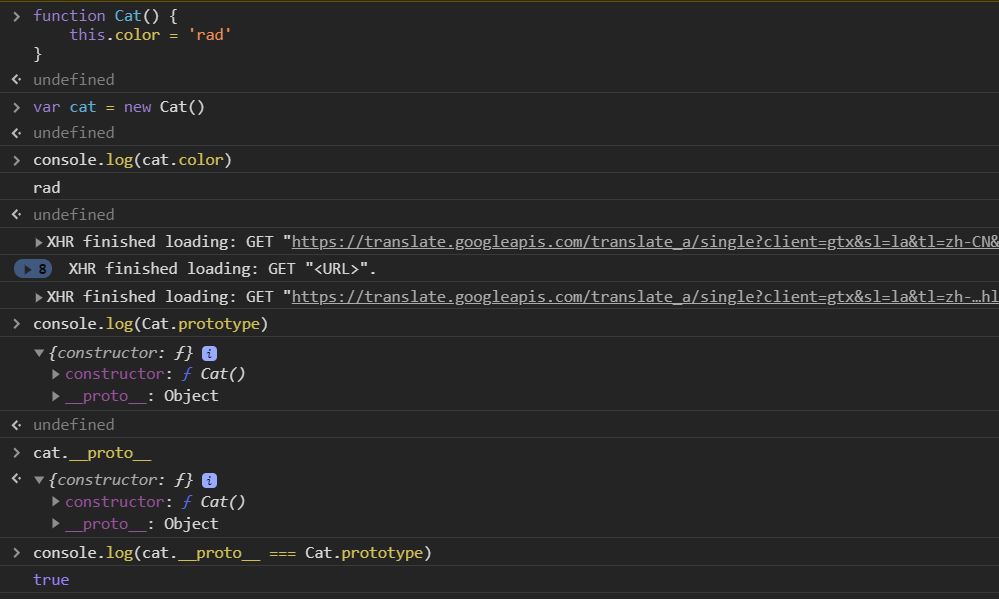 function Cat() {
this.color = 'rad'
}
undefined
var cat = new Cat()
undefined
console.log(cat.color)
rad
undefined
XHR finished loading: GET "https://translate.googleapis.com/translate_a/single?client=gtx&sl=la&tl=zh-CN&
8 XHR finished loading: GET "<URL>".
XHR finished loading: GET "https://translate.googleapis.com/translate_a/single?client=gtx&sl=la&tl=zh-…hl
console.log(Cat.prototype)
{constructor: ƒ} i
constructor: ƒ Cat()
__proto__: Object
undefined
cat.__proto__
{constructor: ƒ} i
constructor: ƒ Cat()
__proto__: Object
console.log(cat.__proto__ === Cat.prototype)
true